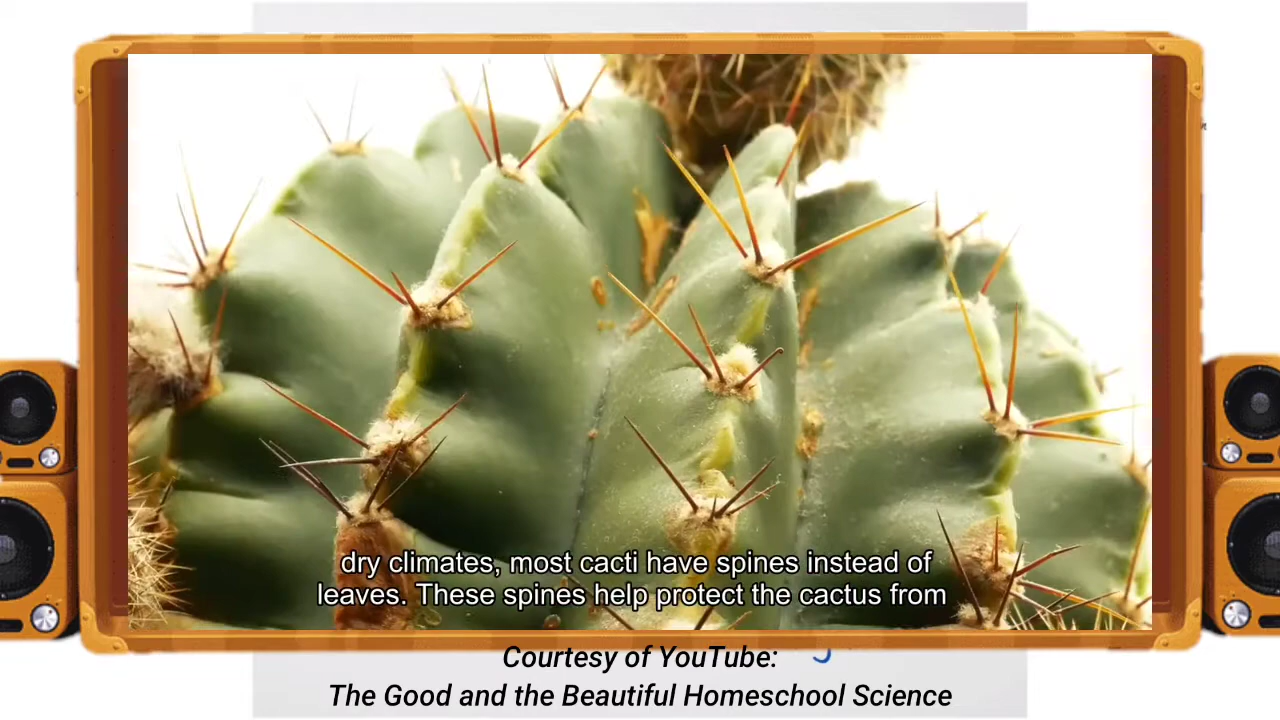 dry climates, most cacti have spines instead of
leaves. These spines help protect the cactus from
Courtesy of YouTube:
The Good and the Beautiful Homeschool Science